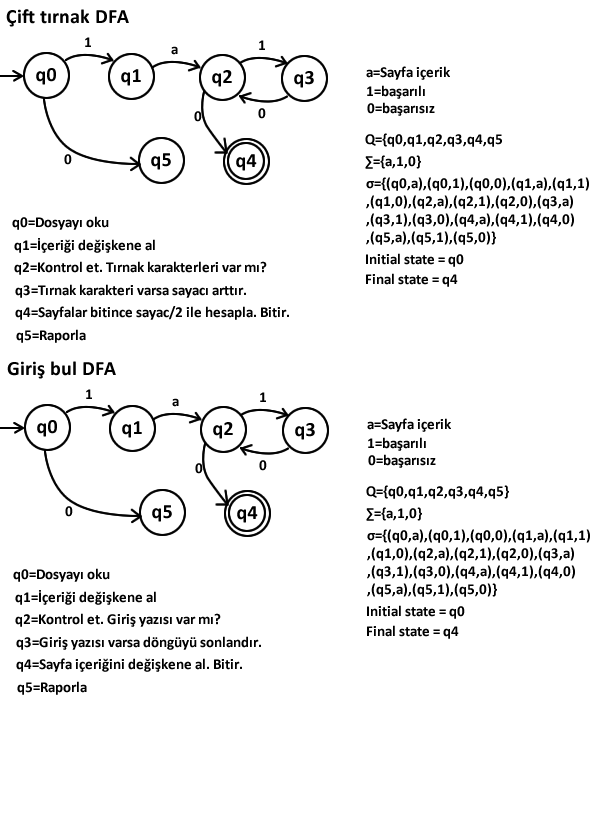 Çift tırnak DFA
1
a
1
q0
q1
q2
q3
0
0
0
q5
q4
a=Sayfa içerik
1=başarılı
0=başarısız
Q={q0,q1,q2,q3,q4,q5
∑={a,1,0}
σ={(q0,a),(q0,1),(q0,0),(q1,a),(q1,1)
,(q1,0),(q2,a),(q2,1),(q2,0),(q3,a)
,(q3,1),(q3,0),(q4,a),(q4,1),(q4,0)
,(q5,a),(q5,1),(q5,0)}
Initial state = q0
Final state = q4
q0=Dosyayı oku
q1=İçeriği değişkene al
q2=Kontrol et. Tırnak karakterleri var mı?
q3=Tırnak karakteri varsa sayacı arttır.
q4=Sayfalar bitince sayac/2 ile hesapla. Bitir.
q5=Raporla
Giriş bul DFA
1
a
1
q0
q1
q2
q3
0
0
0
q5
q4
a=Sayfa içerik
1=başarılı
0=başarısız
Q={q0,q1,q2,q3,q4,q5}
∑={a,1,0}
σ={(q0,a),(q0,1),(q0,0),(q1,a),(q1,1)
,(q1,0),(q2,a),(q2,1),(q2,0),(q3,a)
,(q3,1),(q3,0),(q4,a),(q4,1),(q4,0)
,(q5,a),(q5,1),(q5,0)}
Initial state = q0
Final state = q4
q0=Dosyayı oku
q1=İçeriği değişkene al
q2=Kontrol et. Giriş yazısı var mı?
q3=Giriş yazısı varsa döngüyü sonlandır.
q4=Sayfa içeriğini değişkene al. Bitir.
q5=Raporla